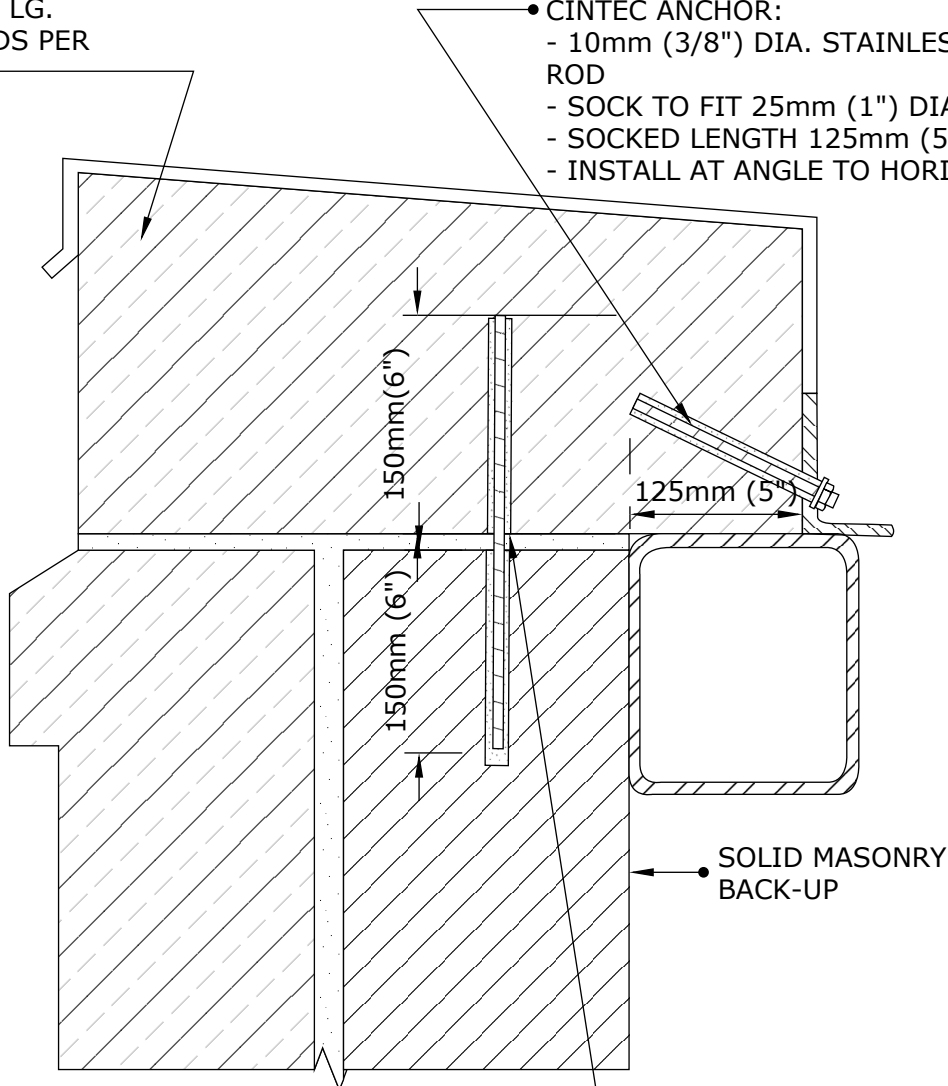 LG.
DS PER
CINTEC ANCHOR:
- 10mm (3/8") DIA. STAINLES
ROD
- SOCK TO FIT 25mm (1") DIA
- SOCKED LENGTH 125mm (5
- INSTALL AT ANGLE TO HORI
150mm(6")
125mm (5")
150mm (6")
SOLID MASONRY
BACK-UP